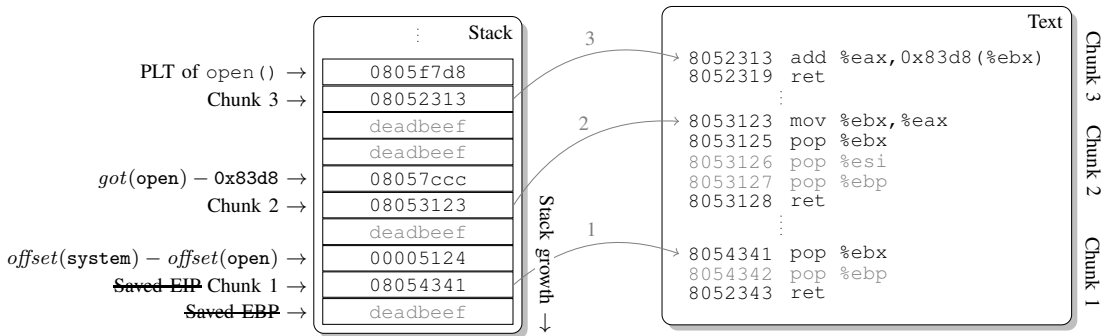 Stack
Text
PLT of open() → 0805f7d8
Chunk 3 → 08052313
deadbeef
deadbeef
got(open) − 0x83d8 → 08057ccc
Chunk 2 → 08053123
deadbeef
offset(system) − offset(open) → 00005124
Saved EIP Chunk 1 → 08054341
Saved EBP → deadbeef
Stack growth →
3
2
1
8052313 add %eax,0x83d8(%ebx)
8052319 ret
8053123 mov %ebx,%eax
8053125 pop %ebx
8053126 pop %esi
8053127 pop %ebp
8053128 ret
8054341 pop %ebx
8054342 pop %ebp
8052343 ret
Chunk 3
Chunk 2
Chunk 1